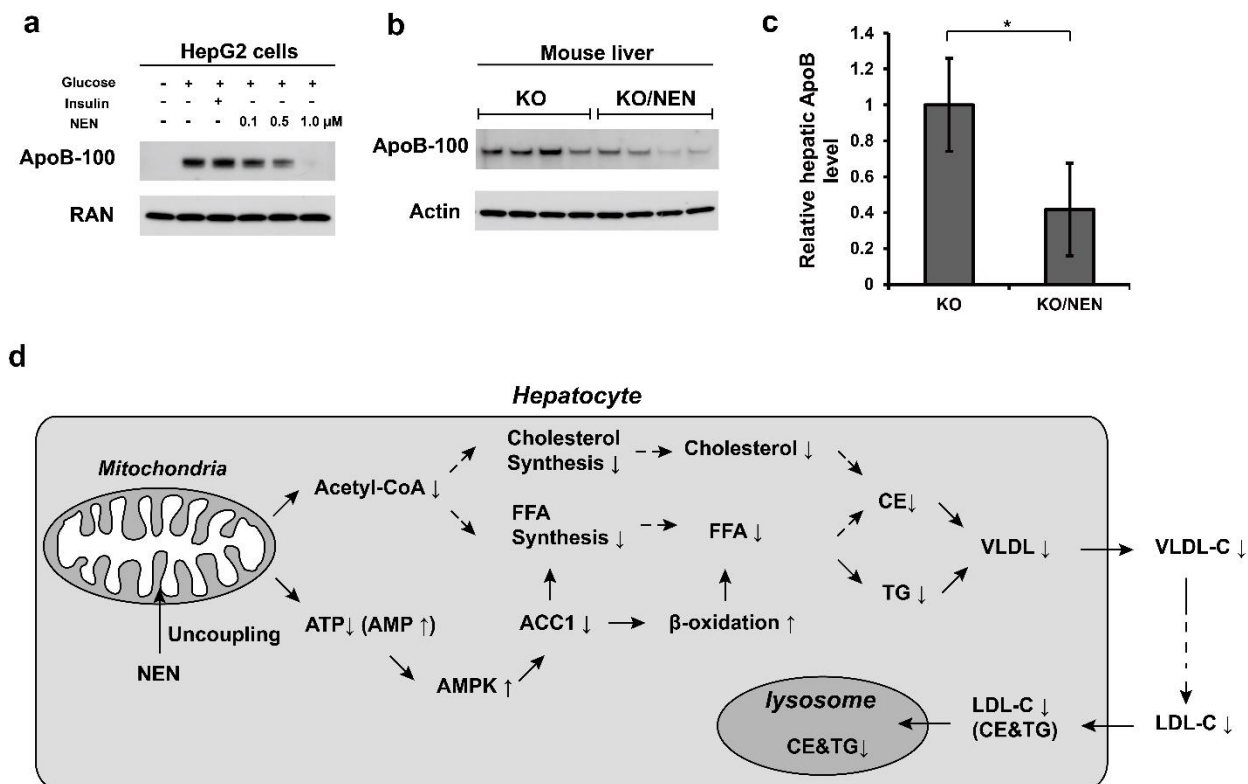 a
HepG2 cells
Glucose - + + + + +
Insulin - - + - - -
NEN - - - 0.1 0.5 1.0 µM
ApoB-100
RAN
b
Mouse liver
KO KO/NEN
ApoB-100
Actin
c
*
Relative hepatic ApoB
level
1.4
1.2
1
0.8
0.6
0.4
0.2
0
KO KO/NEN
d
Hepatocyte
Mitochondria
Uncoupling
NEN
Acetyl-CoA ↓
ATP↓ (AMP ↑)
AMPK ↑
Cholesterol
Synthesis ↓
Cholesterol ↓
FFA
Synthesis ↓
FFA ↓
ACC1 ↓
β-oxidation ↑
CE↓
TG ↓
VLDL ↓
VLDL-C ↓
LDL-C ↓
LDL-C ↓
(CE&TG)
lysosome
CE&TG↓